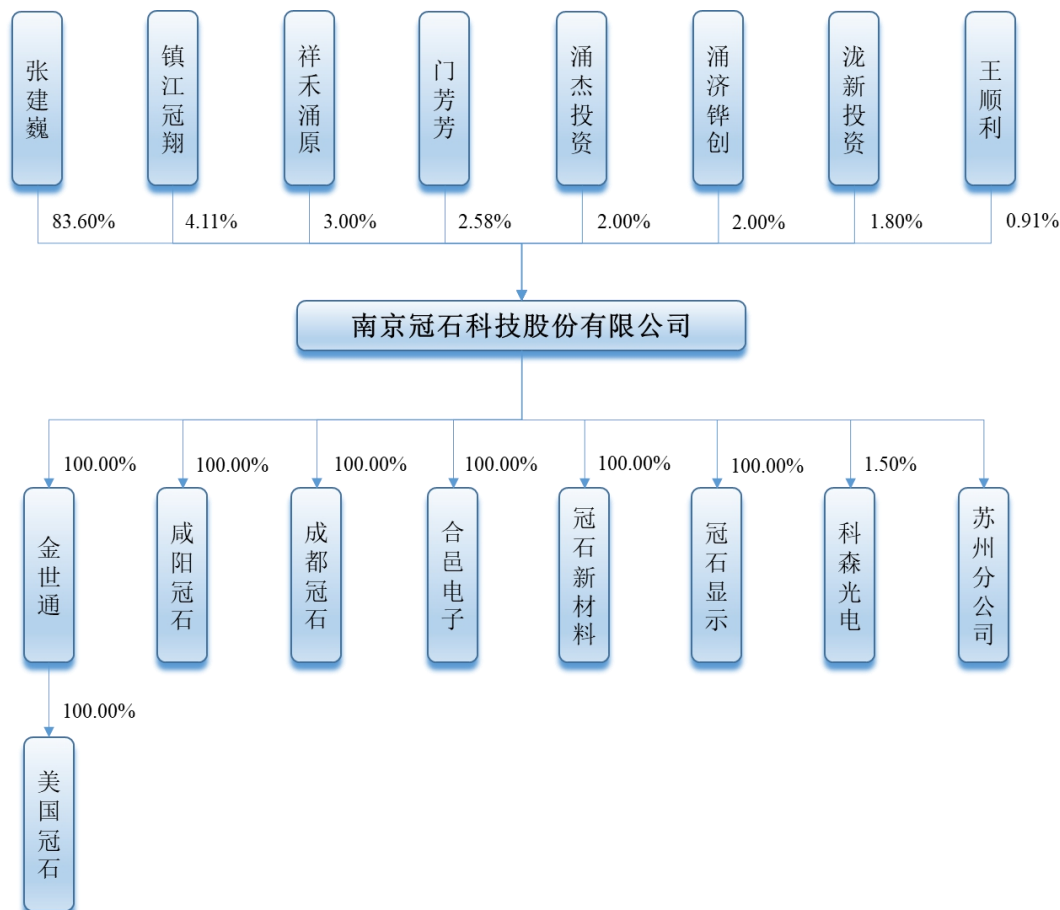 张建巍
镇江冠翔
祥禾涌原
门芳芳
涌杰投资
涌济铧创
泷新投资
王顺利
83.60%
4.11%
3.00%
2.58%
2.00%
2.00%
1.80%
0.91%
南京冠石科技股份有限公司
100.00%
100.00%
100.00%
100.00%
100.00%
100.00%
1.50%
金世通
咸阳冠石
成都冠石
合邑电子
冠石新材料
冠石显示
科森光电
苏州分公司
100.00%
美国冠石